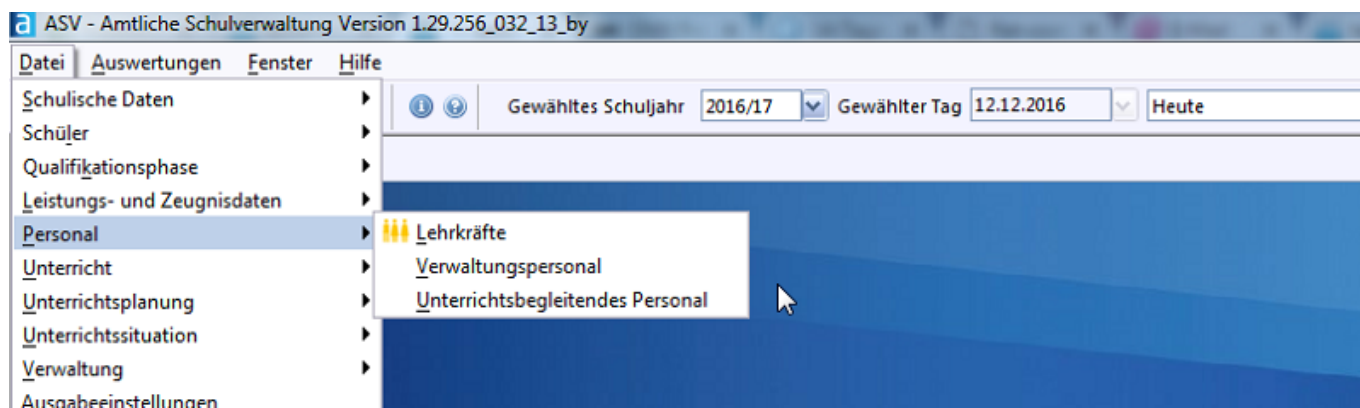 ASV - Amtliche Schulverwaltung Version 1.29.256_032_13_by
Datei Auswertungen Fenster Hilfe
Gewähltes Schuljahr 2016/17 Gewählter Tag 12.12.2016 Heute
Schulische Daten
Schüler
Qualifikationsphase
Leistungs- und Zeugnisdaten
Personal
Lehrkräfte
Verwaltungspersonal
Unterrichtsbegleitendes Personal
Unterricht
Unterrichtsplanung
Unterrichtssituation
Verwaltung
Ausgabeeinstellungen